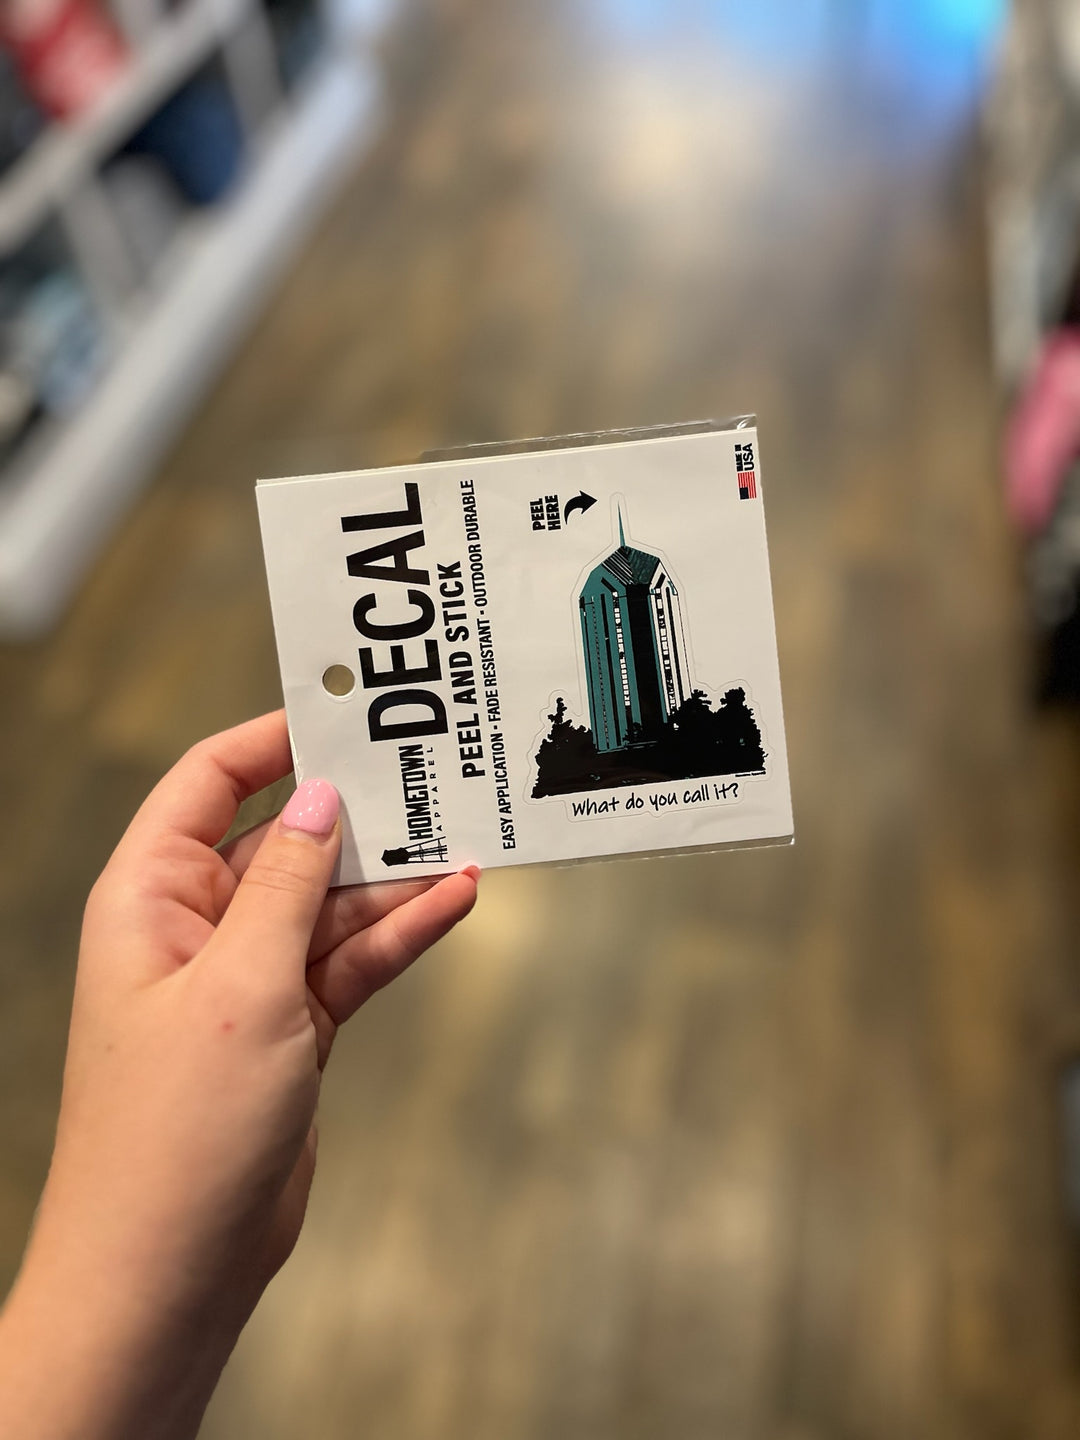 HOMETOWN
APPAREL
DECAL
PEEL AND STICK
EASY APPLICATION • FADE RESISTANT • OUTDOOR DURABLE
PEEL
HERE
MADE IN
USA
What do you call it?